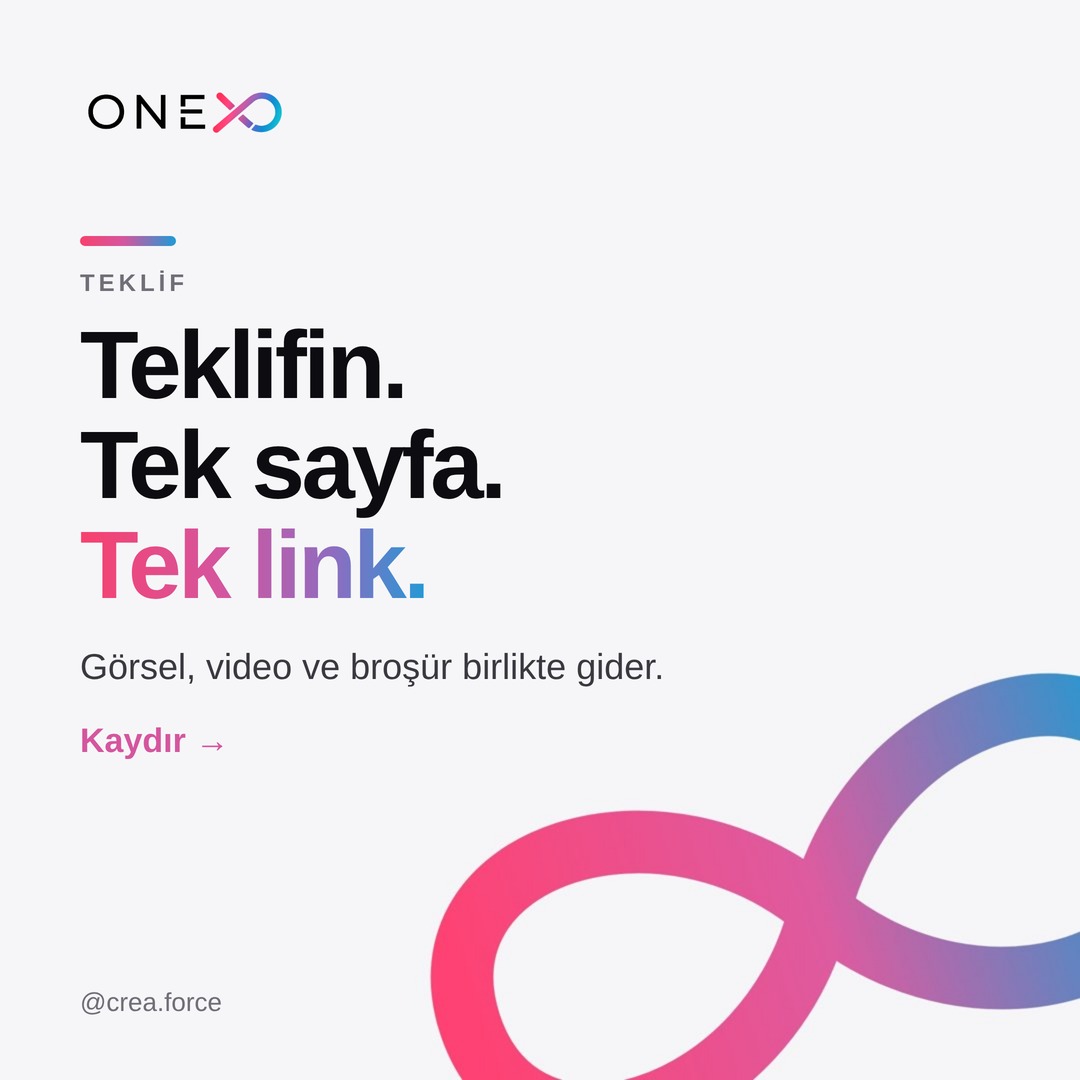 ONEXO
TEKLİF
Teklifin.
Tek sayfa.
Tek link.
Görsel, video ve broşür birlikte gider.
Kaydır →
@crea.force